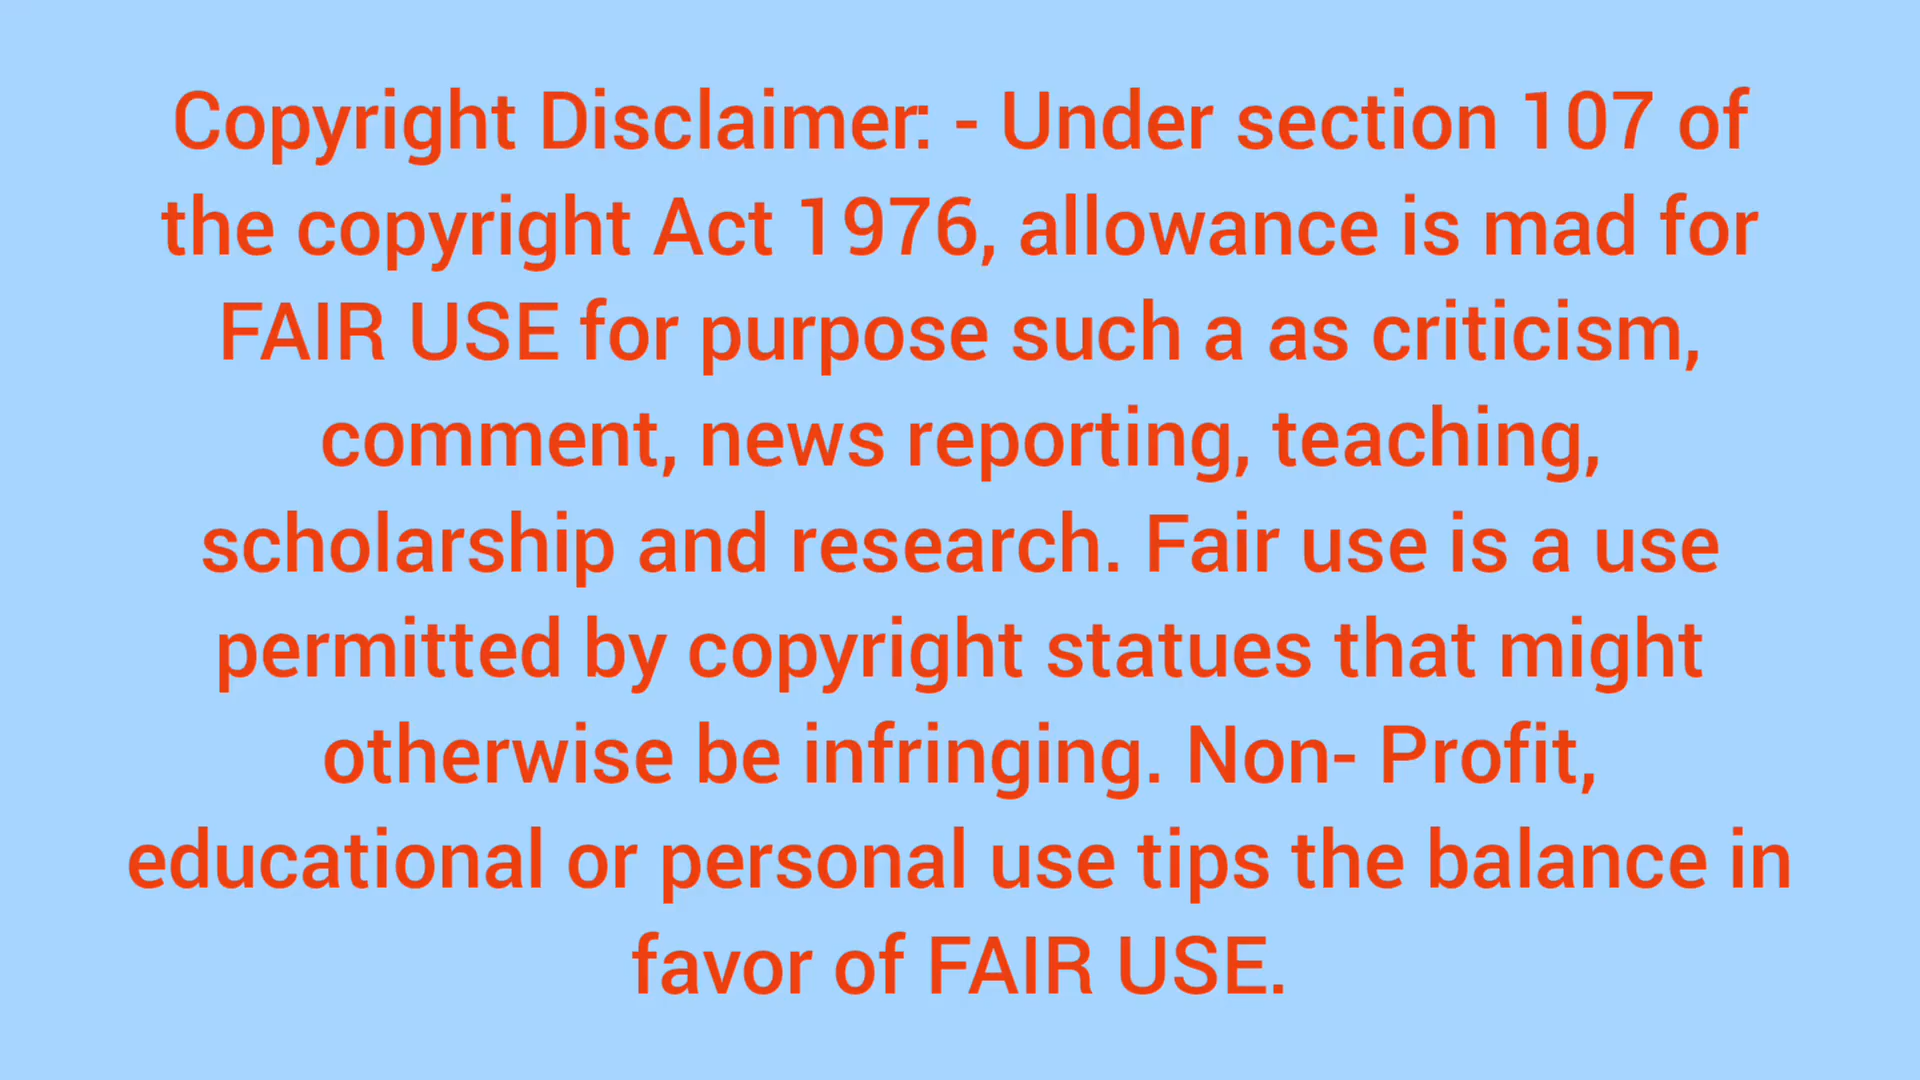 Copyright Disclaimer: - Under section 107 of
the copyright Act 1976, allowance is mad for
FAIR USE for purpose such a as criticism,
comment, news reporting, teaching,
scholarship and research. Fair use is a use
permitted by copyright statues that might
otherwise be infringing. Non- Profit,
educational or personal use tips the balance in
favor of FAIR USE.